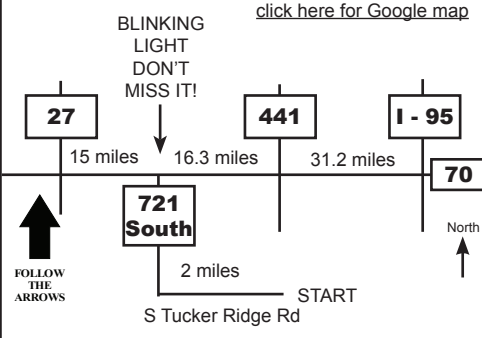 click here for Google map
BLINKING
LIGHT
DON'T
MISS IT!
27
441
I - 95
15 miles
16.3 miles
31.2 miles
70
721
South
North
FOLLOW
THE
ARROWS
2 miles
START
S Tucker Ridge Rd